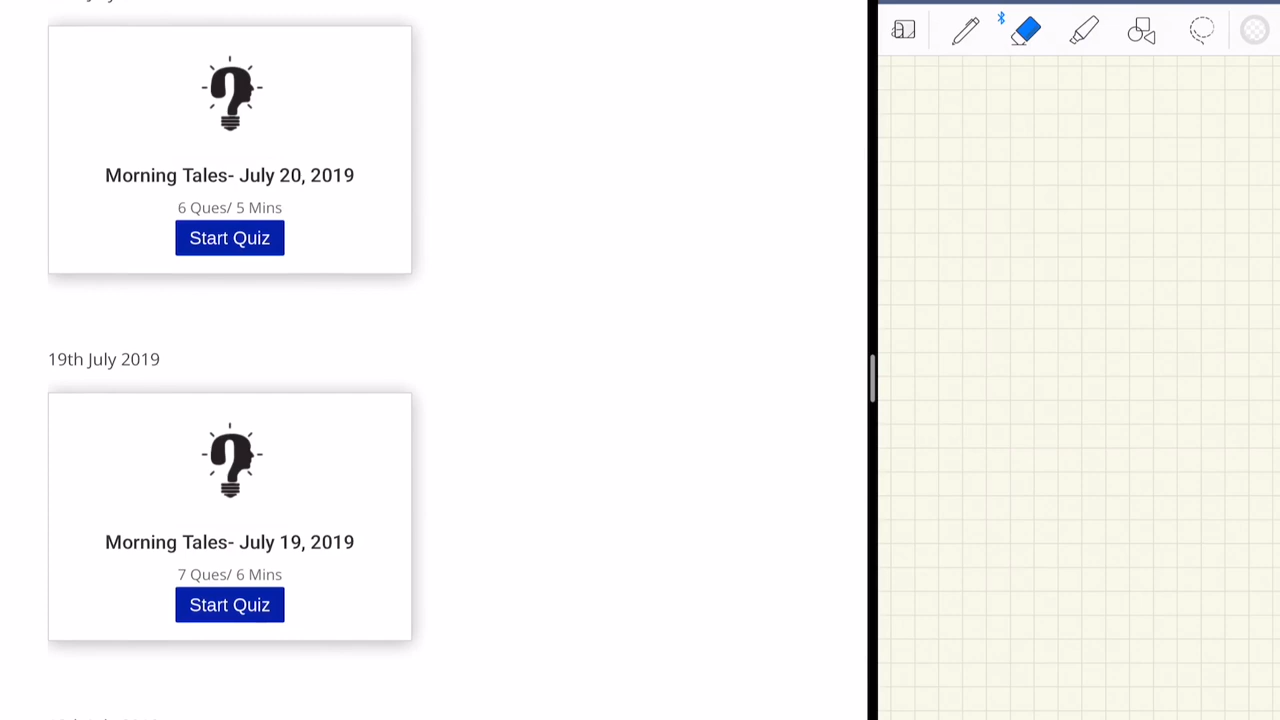 Morning Tales- July 20, 2019
6 Ques/ 5 Mins
Start Quiz
19th July 2019
Morning Tales- July 19, 2019
7 Ques/ 6 Mins
Start Quiz